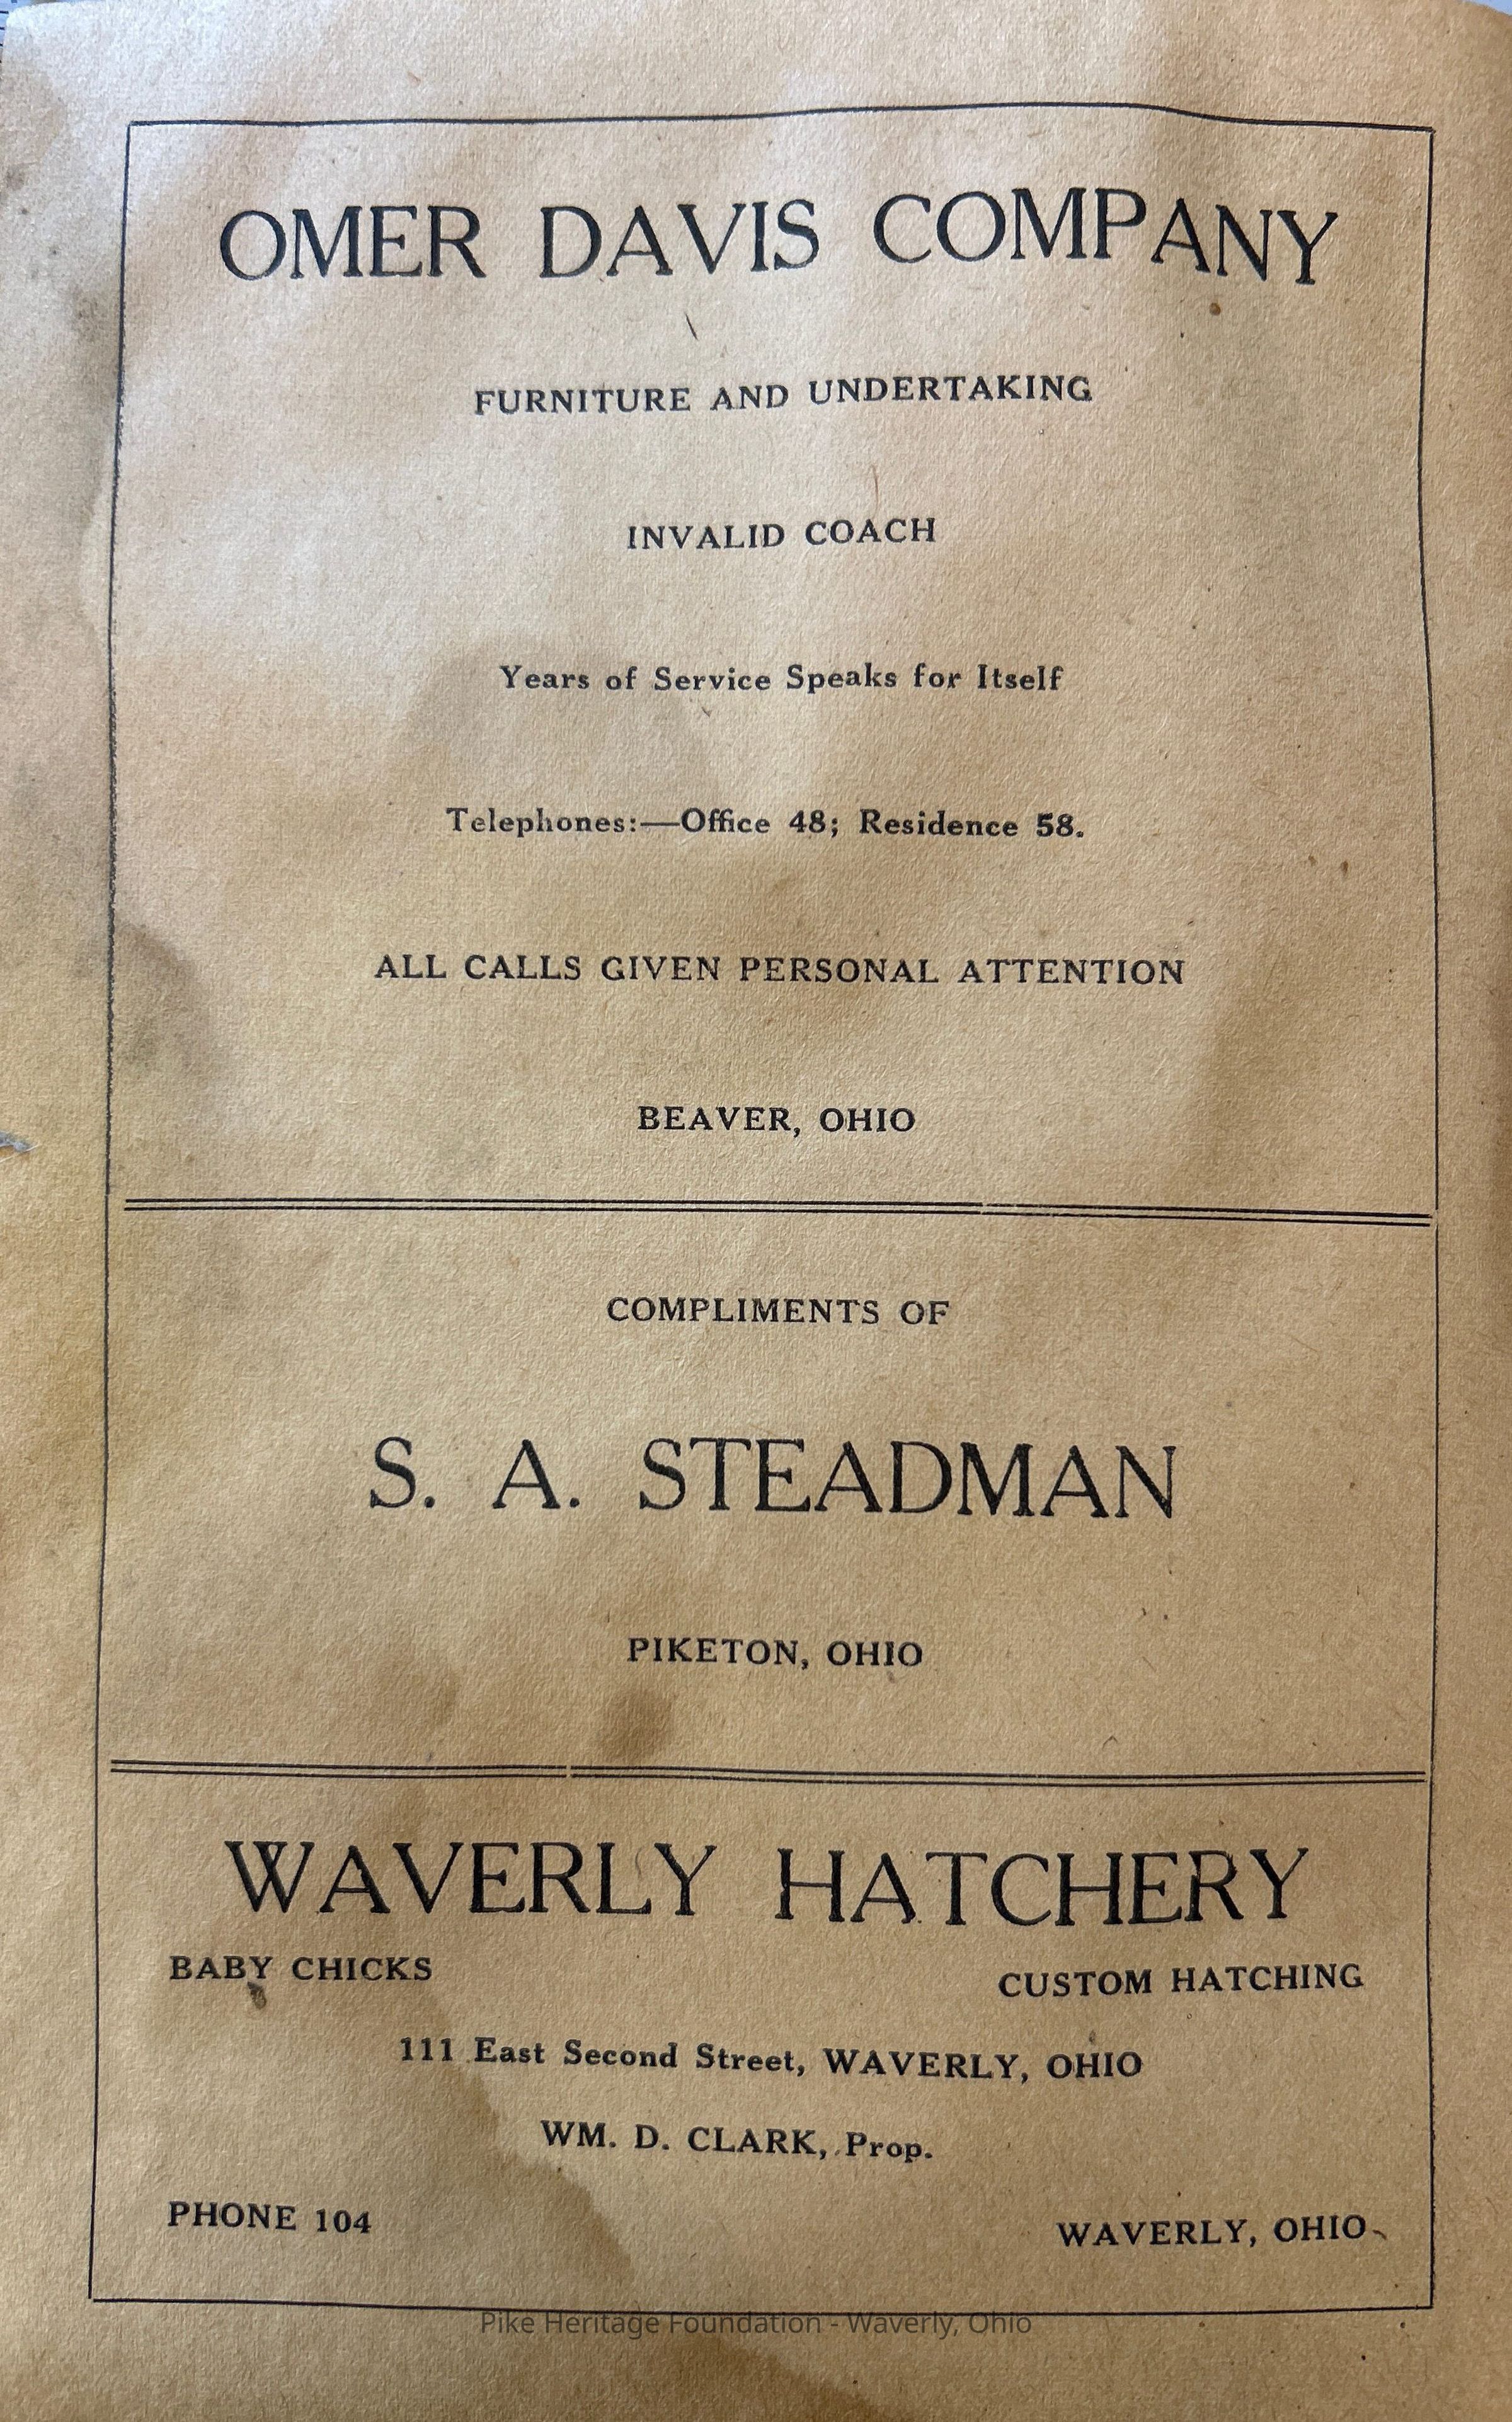 OMER DAVIS COMPANY
FURNITURE AND UNDERTAKING
INVALID COACH
Years of Service Speaks for Itself
Telephones:—Office 48; Residence 58.
ALL CALLS GIVEN PERSONAL ATTENTION
BEAVER, OHIO
COMPLIMENTS OF
S. A. STEADMAN
PIKETON, OHIO
WAVERLY HATCHERY
BABY CHICKS
CUSTOM HATCHING
111 East Second Street, WAVERLY, OHIO
WM. D. CLARK, Prop.
PHONE 104
WAVERLY, OHIO
Pike Heritage Foundation - Waverly, Ohio